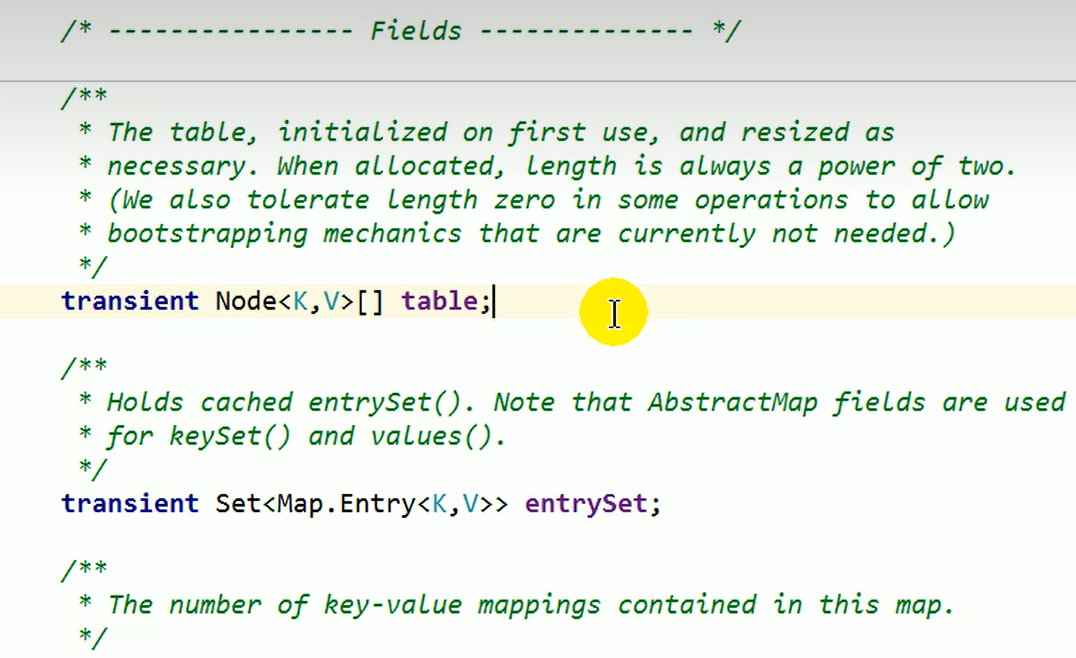 /* ---------------- Fields -------------- */
/**
* The table, initialized on first use, and resized as
* necessary. When allocated, length is always a power of two.
* (We also tolerate length zero in some operations to allow
* bootstrapping mechanics that are currently not needed.)
*/
transient Node<K,V>[] table;
/**
* Holds cached entrySet(). Note that AbstractMap fields are used
* for keySet() and values().
*/
transient Set<Map.Entry<K,V>> entrySet;
/**
* The number of key-value mappings contained in this map.
*/